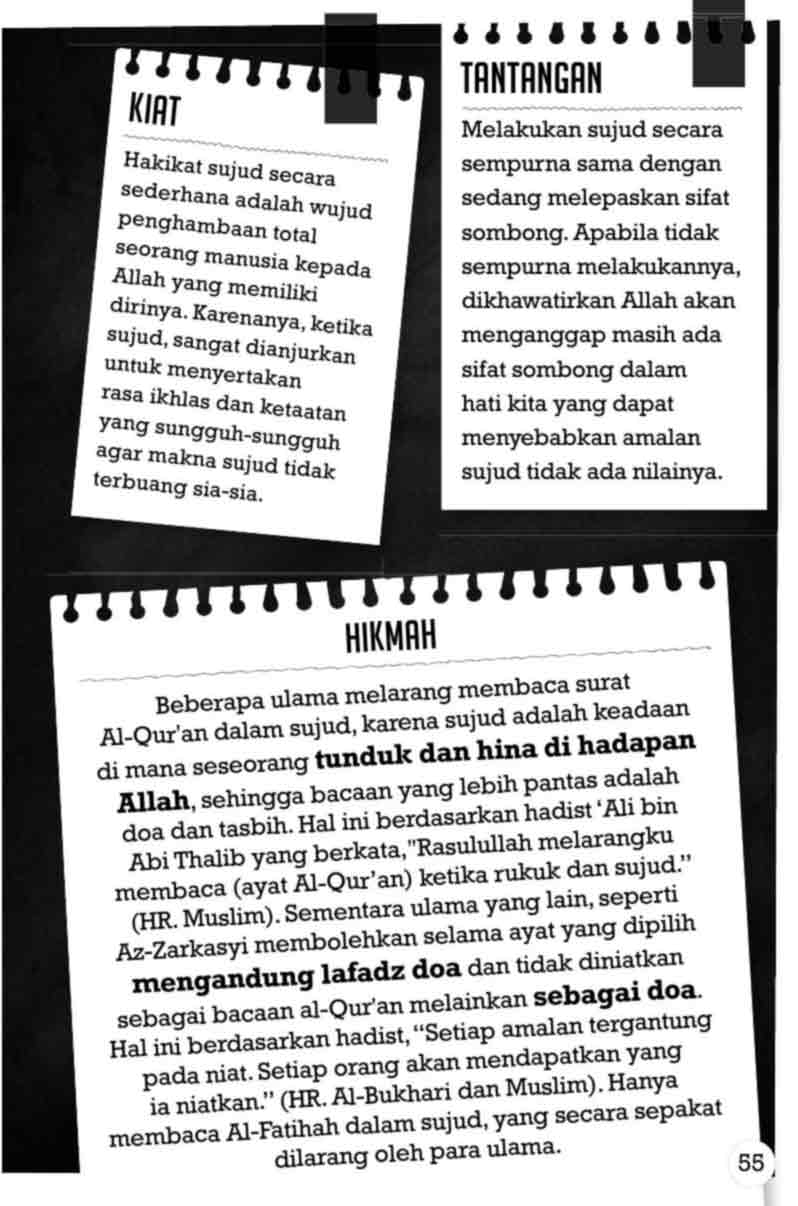 KIAT
Hakikat sujud secara
sederhana adalah wujud
penghambaan total
seorang manusia kepada
Allah yang memiliki
dirinya. Karenanya, ketika
sujud, sangat dianjurkan
untuk menyertakan
rasa ikhlas dan ketaatan
yang sungguh-sungguh
agar makna sujud tidak
terbuang sia-sia.
TANTANGAN
Melakukan sujud secara
sempurna sama dengan
sedang melepaskan sifat
sombong. Apabila tidak
sempurna melakukannya,
dikhawatirkan Allah akan
menganggap masih ada
sifat sombong dalam
hati kita yang dapat
menyebabkan amalan
sujud tidak ada nilainya.
HIKMAH
Beberapa ulama melarang membaca surat
Al-Qur'an dalam sujud, karena sujud adalah keadaan
di mana seseorang tunduk dan hina di hadapan
Allah, sehingga bacaan yang lebih pantas adalah
doa dan tasbih. Hal ini berdasarkan hadist ‘Ali bin
Abi Thalib yang berkata,"Rasulullah melarangku
membaca (ayat Al-Qur’an) ketika rukuk dan sujud.”
(HR. Muslim). Sementara ulama yang lain, seperti
Az-Zarkasyi membolehkan selama ayat yang dipilih
mengandung lafadz doa dan tidak diniatkan
sebagai bacaan al-Qur'an melainkan sebagai doa.
Hal ini berdasarkan hadist, “Setiap amalan tergantung
pada niat. Setiap orang akan mendapatkan yang
ia niatkan.” (HR. Al-Bukhari dan Muslim). Hanya
membaca Al-Fatihah dalam sujud, yang secara sepakat
dilarang oleh para ulama.
55